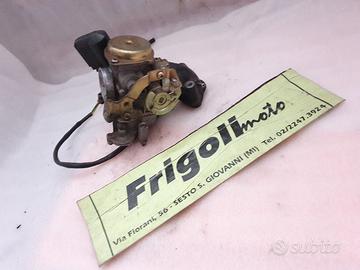 Frigolimoto
Via Fiorani, 56 - SESTO S. GIOVANNI (MI) Tel. 02/2247.3924
subito